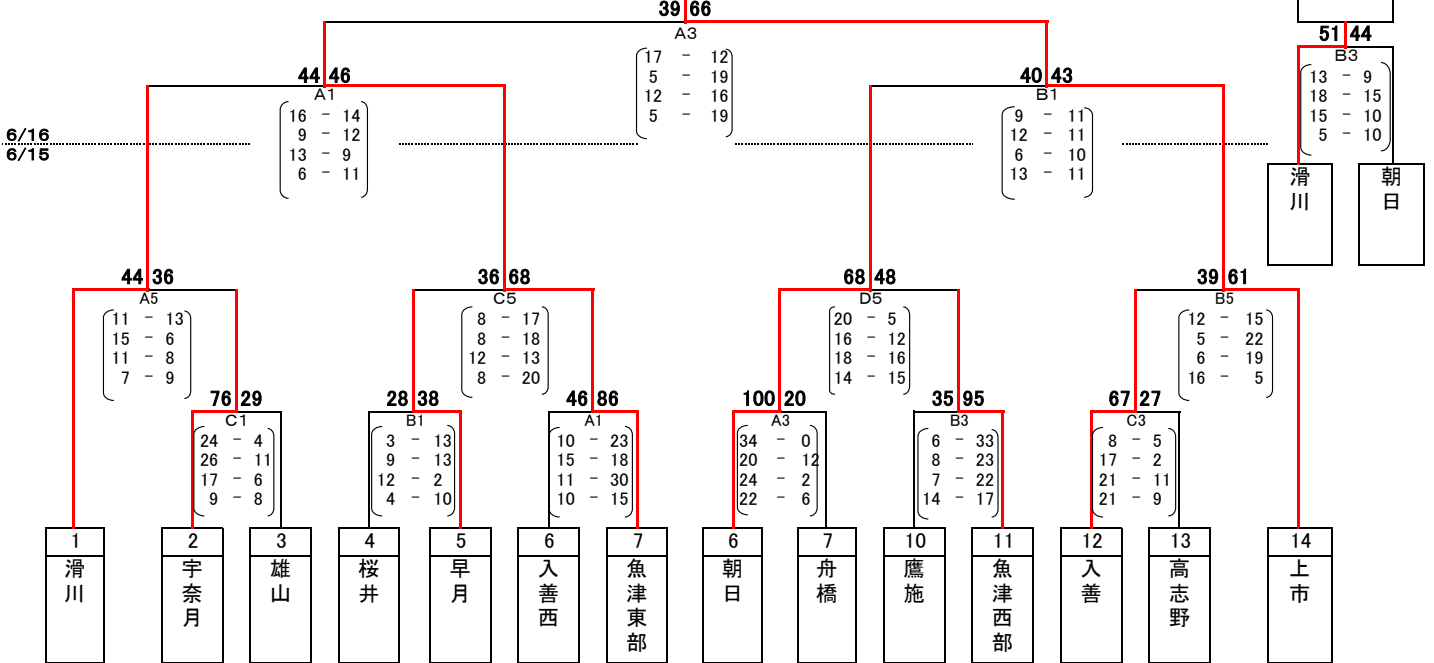 39 66
A3
17 - 12
5 - 19
12 - 16
5 - 19
51 44
B3
13 - 9
18 - 15
15 - 10
5 - 10
滑川
朝日
44 46
A1
16 - 14
9 - 12
13 - 9
6 - 11
40 43
B1
9 - 11
12 - 11
6 - 10
13 - 11
6/16
6/15
44 36
A5
11 - 13
15 - 6
11 - 8
7 - 9
36 68
C5
8 - 17
8 - 18
12 - 13
8 - 20
68 48
D5
20 - 5
16 - 12
18 - 16
14 - 15
39 61
B5
12 - 15
5 - 22
6 - 19
16 - 5
76 29
C1
24 - 4
26 - 11
17 - 6
9 - 8
28 38
B1
3 - 13
9 - 13
12 - 2
4 - 10
46 86
A1
10 - 23
15 - 18
11 - 30
10 - 15
100 20
A3
34 - 0
20 - 12
24 - 2
22 - 6
35 95
B3
6 - 33
8 - 23
7 - 22
14 - 17
67 27
C3
8 - 5
17 - 2
21 - 11
21 - 9
1 2 3 4 5 6 7 6 7 10 11 12 13 14
滑川
宇奈月
雄山
桜井
早月
入善西
魚津東部
朝日
舟橋
鷹施
魚津西部
入善
高志野
上市